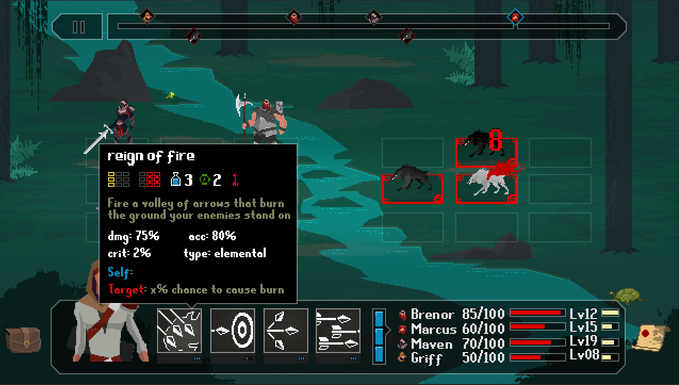 reign of fire
3 2
Fire a volley of arrows that burn
the ground your enemies stand on
dmg: 75% acc: 80%
crit: 2% type: elemental
Self:
Target: x% chance to cause burn
Brenor 85/100 Lv12
Marcus 60/100 Lv15
Maven 70/100 Lv19
Griff 50/100 Lv08